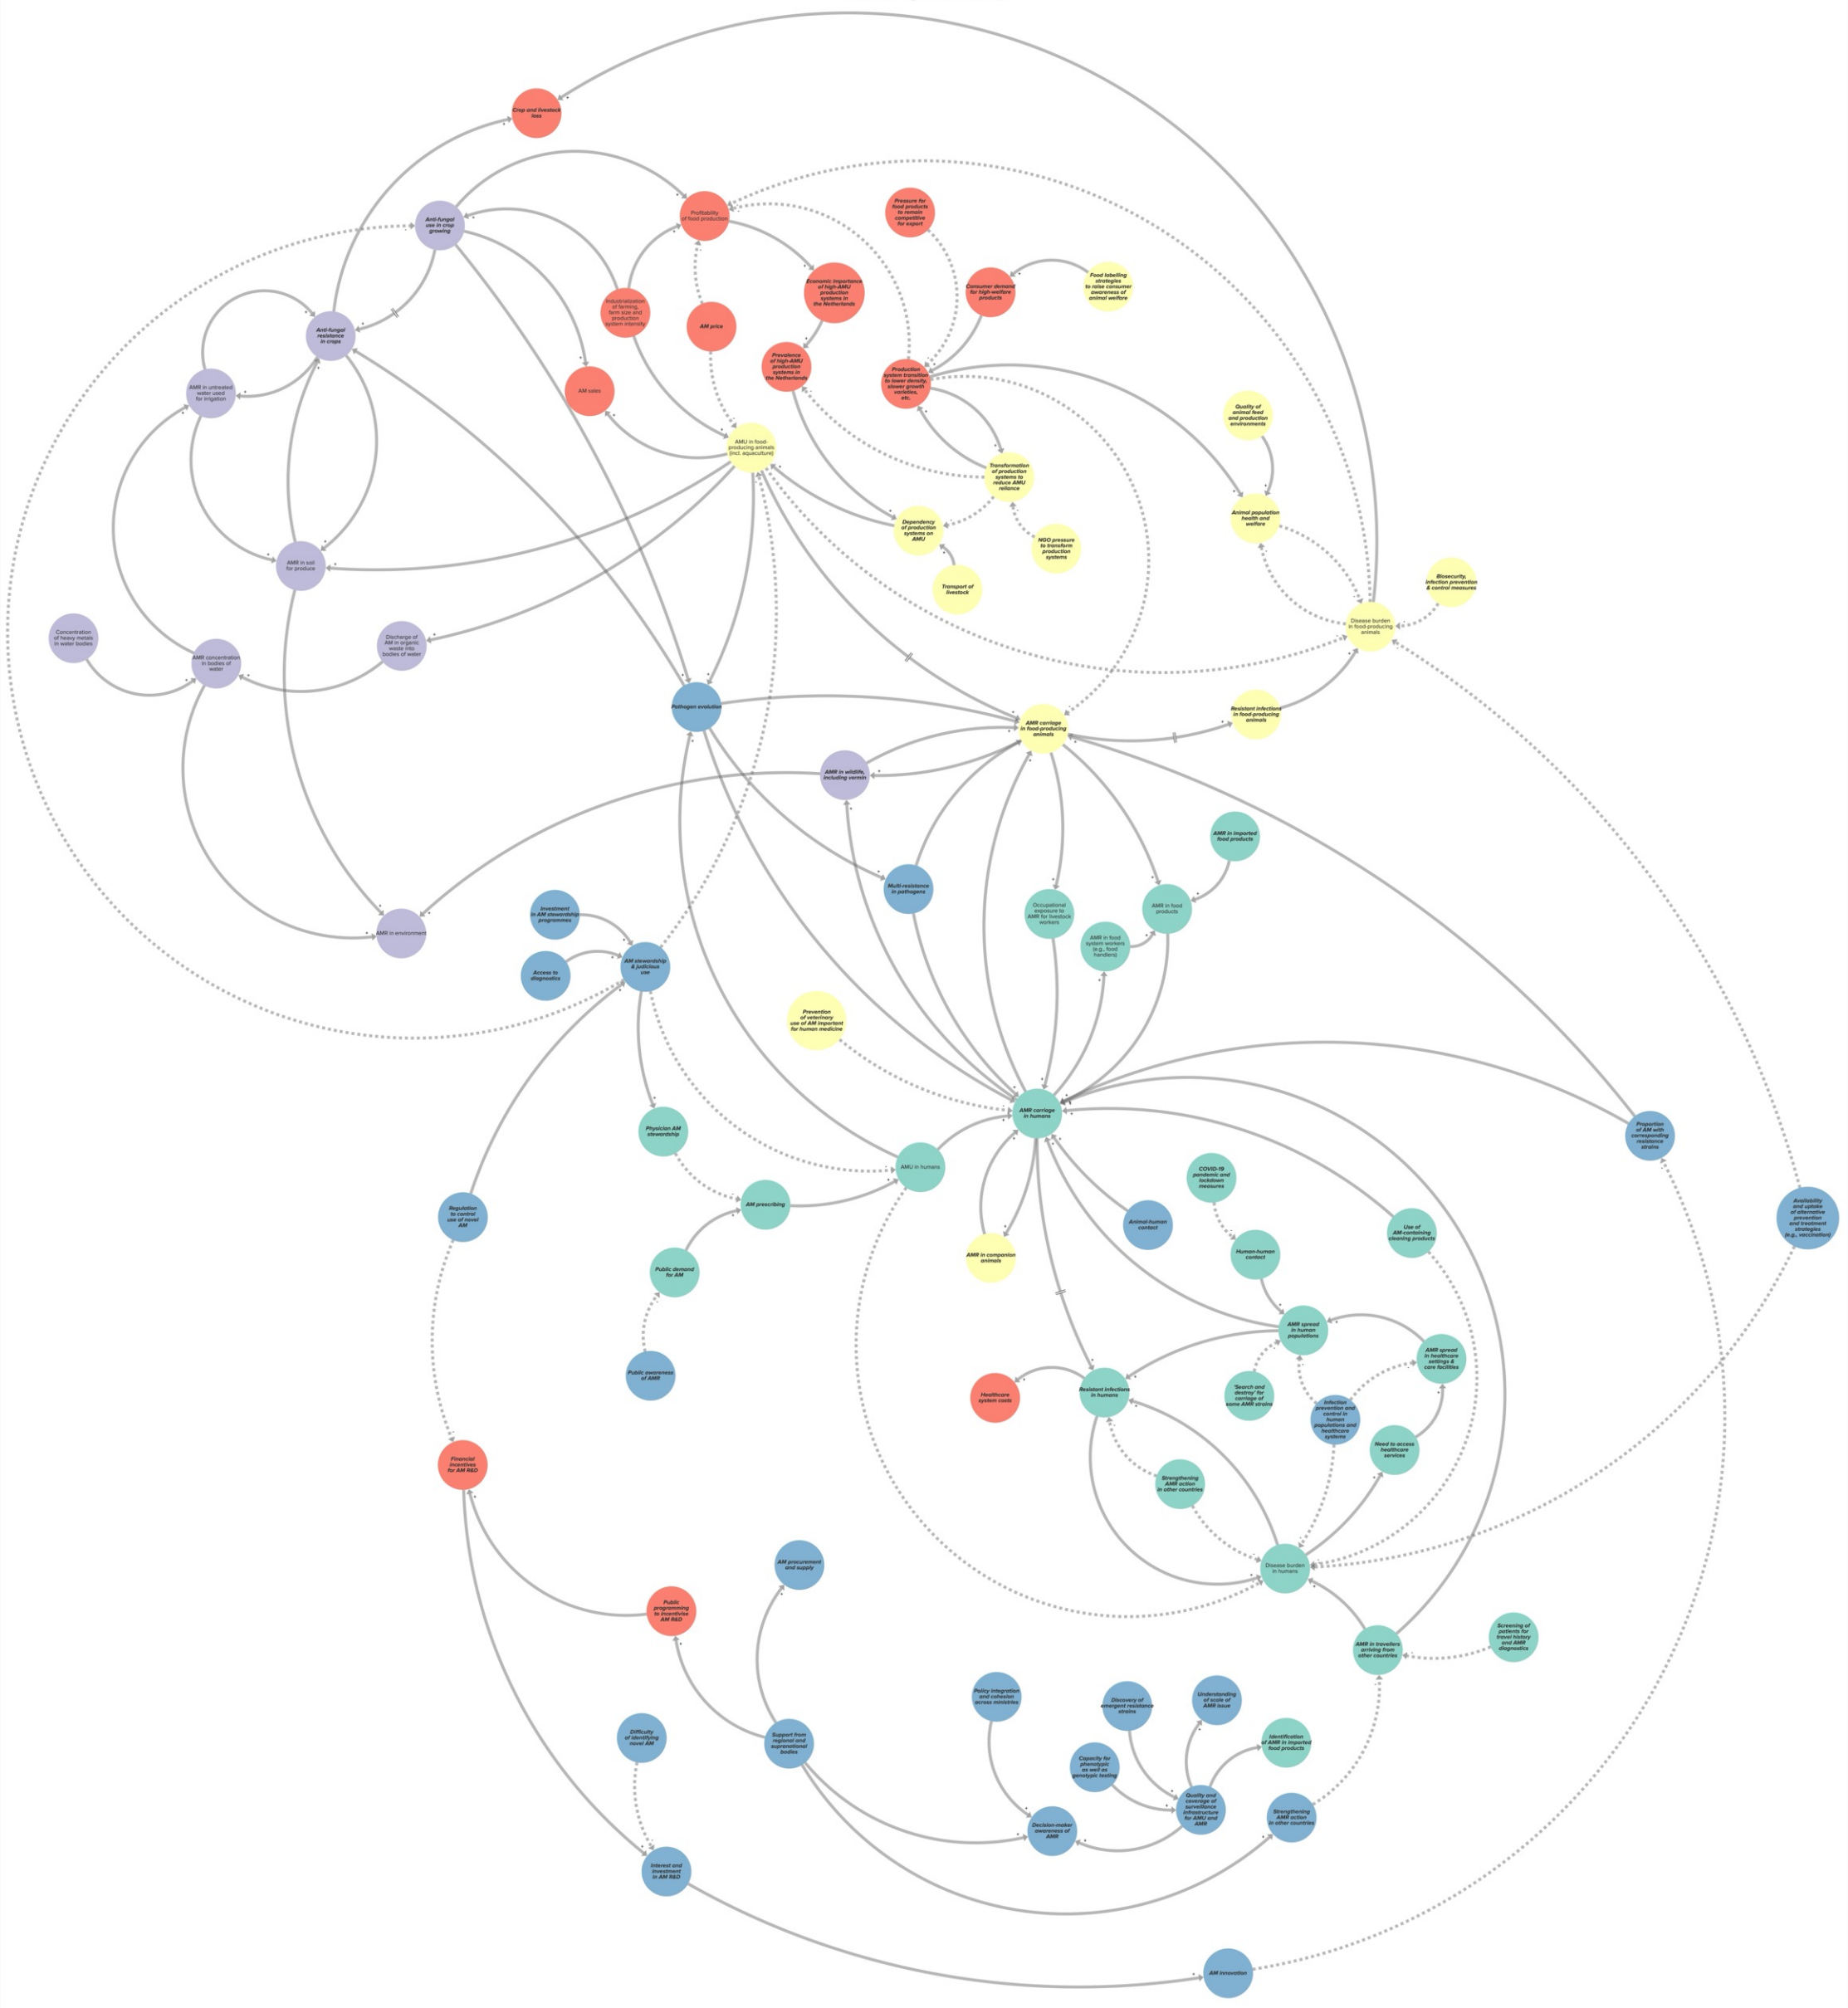 Crop and livestock
loss
Anti-fungal
use in crop
growing
Profitability
of food production
Pressure for
food products
to remain
competitive
for export
Economic importance
of high-AMU
production
systems in
the Netherlands
Consumer demand
for high-welfare
products
Food labelling
strategies
to raise consumer
awareness of
animal welfare
Industrialization
of farming,
farm size and
production
system intensity
AM price
Anti-fungal
resistance
in crops
Prevalence
of high-AMU
production
systems in
the Netherlands
Production
system transition
to lower density,
slower growth
varieties,
etc.
AMR in untreated
water used
for irrigation
AM sales
Quality of
animal feed
and production
environments
AMU in food-
producing animals
(incl. aquaculture)
Transformation
of production
systems to
reduce AMU
reliance
Animal population
health and
welfare
Dependency
of production
systems on
AMU
NGO pressure
to transform
production
systems
AMR in soil
for produce
Transport of
livestock
Biosecurity,
infection prevention
& control measures
Disease burden
in food-producing
animals
Concentration
of heavy metals
in water bodies
Discharge of
AM in organic
waste into
bodies of water
AMR concentration
in bodies of
water
Pathogen evolution
AMR carriage
in food-producing
animals
Resistant infections
in food-producing
animals
AMR in wildlife,
including vermin
AMR in imported
food products
Multi-resistance
in pathogens
Occupational
exposure to
AMR for livestock
workers
AMR in food
products
Investment
in AM stewardship
programmes
AMR in environment
AMR in food
system workers
(e.g., food
handlers)
AM stewardship
& judicious
use
Access to
diagnostics
Prevention
of veterinary
use of AM important
for human medicine
AMR carriage
in humans
Physician AM
stewardship
Proportion
of AM with
corresponding
resistance
strains
AMU in humans
COVID-19
pandemic and
lockdown
measures
AM prescribing
Regulation
to control
use of novel
AM
Animal-human
contact
Use of
AM-containing
cleaning products
Availability
and uptake
of alternative
prevention
and treatment
strategies
(e.g., vaccination)
AMR in companion
animals
Human-human
contact
Public demand
for AM
AMR spread
in human
populations
AMR spread
in healthcare
settings &
care facilities
Public awareness
of AMR
Healthcare
system costs
Resistant infections
in humans
'Search and
destroy' for
carriage of
some AMR strains
Infection
prevention and
control in
human
populations and
healthcare
systems
Need to access
healthcare
services
Financial
incentives
for AM R&D
Strengthening
AMR action
in other countries
AM procurement
and supply
Disease burden
in humans
Public
programming
to incentivise
AM R&D
AMR in travellers
arriving from
other countries
Screening of
patients for
travel history
and AMR
diagnostics
Policy integration
and cohesion
across ministries
Discovery of
emergent resistance
strains
Understanding
of scale of
AMR issue
Difficulty
of identifying
novel AM
Support from
regional and
supranational
bodies
Identification
of AMR in imported
food products
Capacity for
phenotypic
as well as
genotypic testing
Quality and
coverage of
surveillance
infrastructure
for AMU and
AMR
Decision-maker
awareness of
AMR
Strengthening
AMR action
in other countries
Interest and
investment
in AM R&D
AM innovation